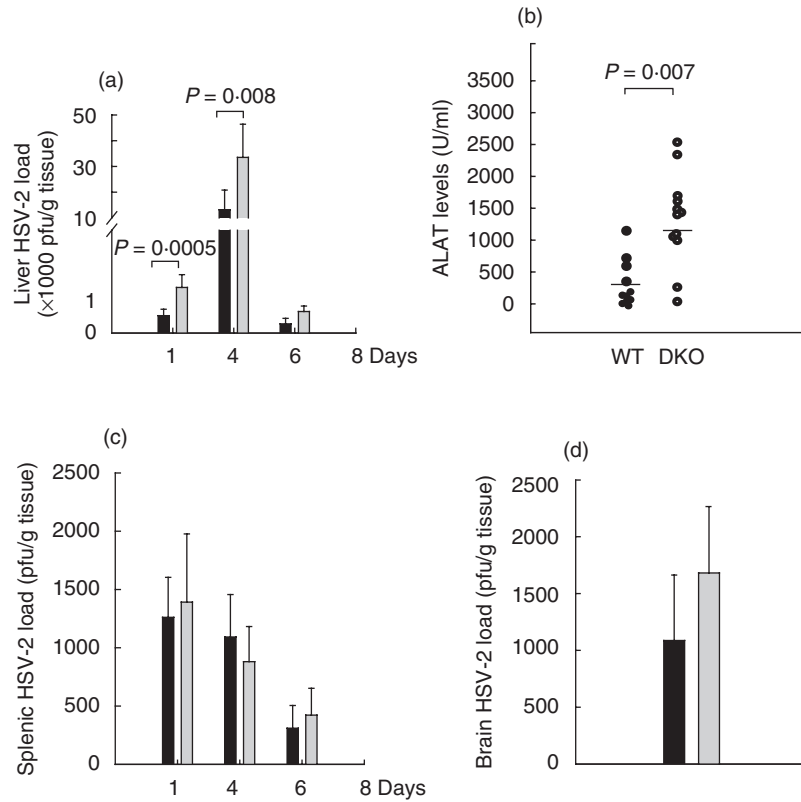 (a)
Liver HSV-2 load
(×1000 pfu/g tissue)
50
30
10
1
0
P = 0·008
P = 0·0005
1 4 6 8 Days
(b)
ALAT levels (U/ml)
3500
3000
2500
2000
1500
1000
500
0
P = 0·007
WT DKO
(c)
Splenic HSV-2 load (pfu/g tissue)
2500
2000
1500
1000
500
0
1 4 6 8 Days
(d)
Brain HSV-2 load (pfu/g tissue)
2500
2000
1500
1000
500
0